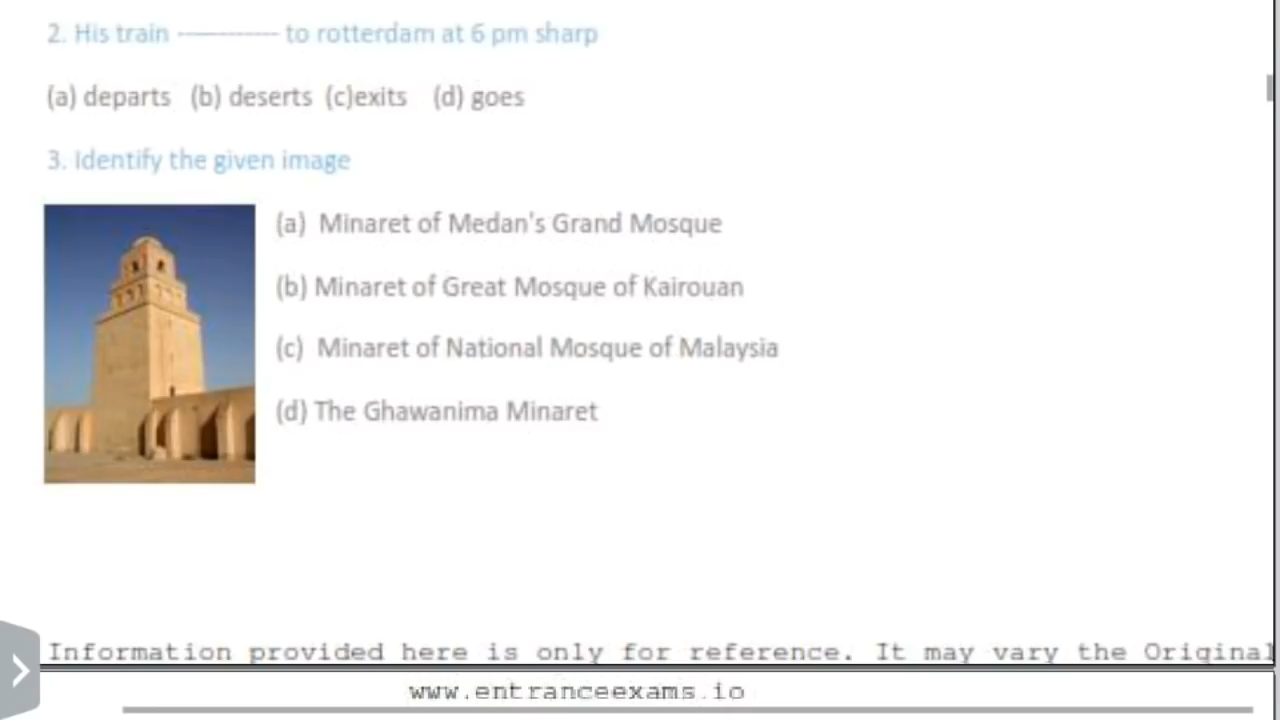 2. His train ----------- to rotterdam at 6 pm sharp
(a) departs (b) deserts (c)exits (d) goes
3. Identify the given image
(a) Minaret of Medan's Grand Mosque
(b) Minaret of Great Mosque of Kairouan
(c) Minaret of National Mosque of Malaysia
(d) The Ghawanima Minaret
Information provided here is only for reference. It may vary the Original
www.entranceexams.io